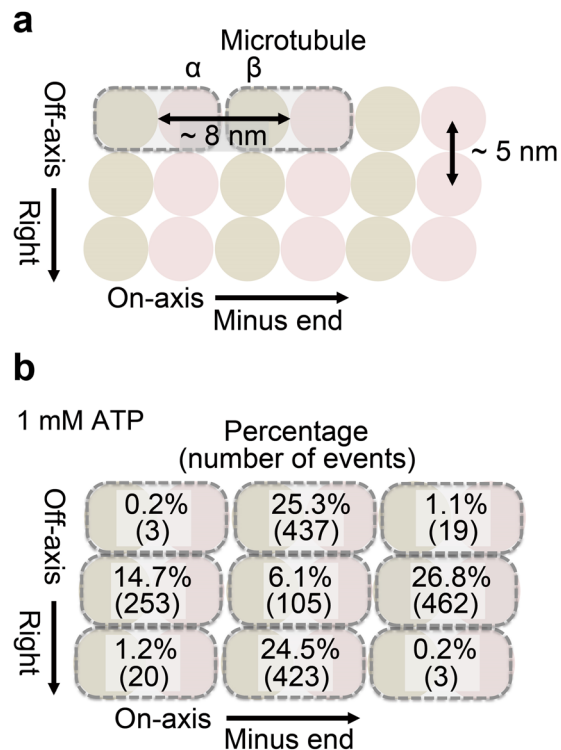 a
Microtubule
α β
~ 8 nm
~ 5 nm
Off-axis
Right
On-axis
Minus end
b
1 mM ATP
Percentage
(number of events)
Off-axis
Right
0.2% 25.3% 1.1%
(3) (437) (19)
14.7% 6.1% 26.8%
(253) (105) (462)
1.2% 24.5% 0.2%
(20) (423) (3)
On-axis
Minus end